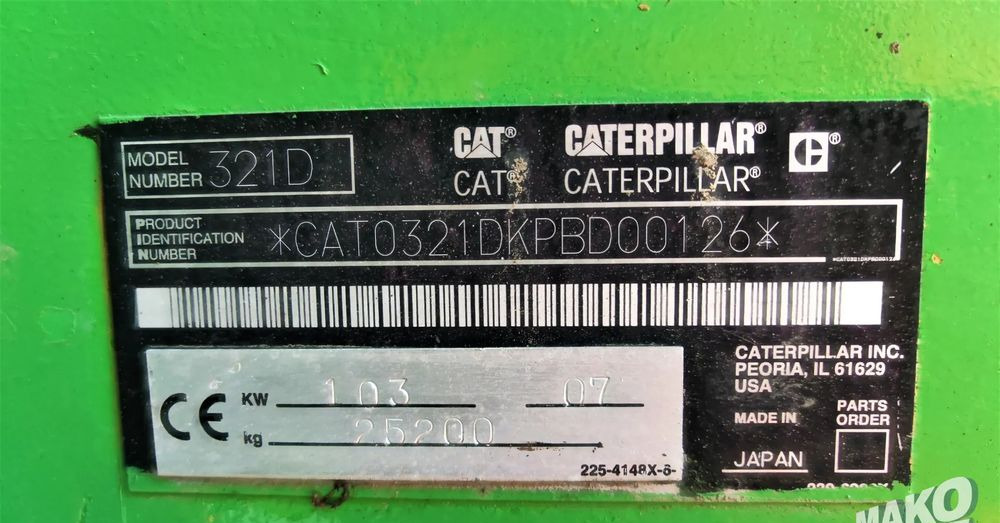 CAT® CATERPILLAR®
CAT® CATERPILLAR®
MODEL NUMBER 321D
PRODUCT IDENTIFICATION NUMBER *CAT0321DKPBD00126*
CE KW 103 07
kg 25200
225-4148X-6-
CATERPILLAR INC.
PEORIA, IL 61629
USA
MADE IN JAPAN
PARTS ORDER
MAKO